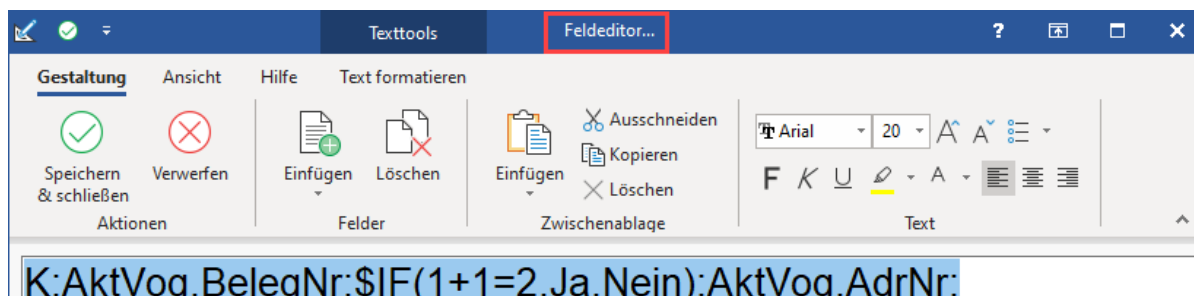 Texttools Feldeditor... ?
Gestaltung Ansicht Hilfe Text formatieren
Speichern & schließen
Verwerfen
Aktionen
Einfügen
Löschen
Felder
Einfügen
Ausschneiden
Kopieren
Löschen
Zwischenablage
Arial 20 A A
F K U A
Text
K;AktVog.BelegNr;$IF(1+1=2,Ja,Nein);AktVog.AdrNr;